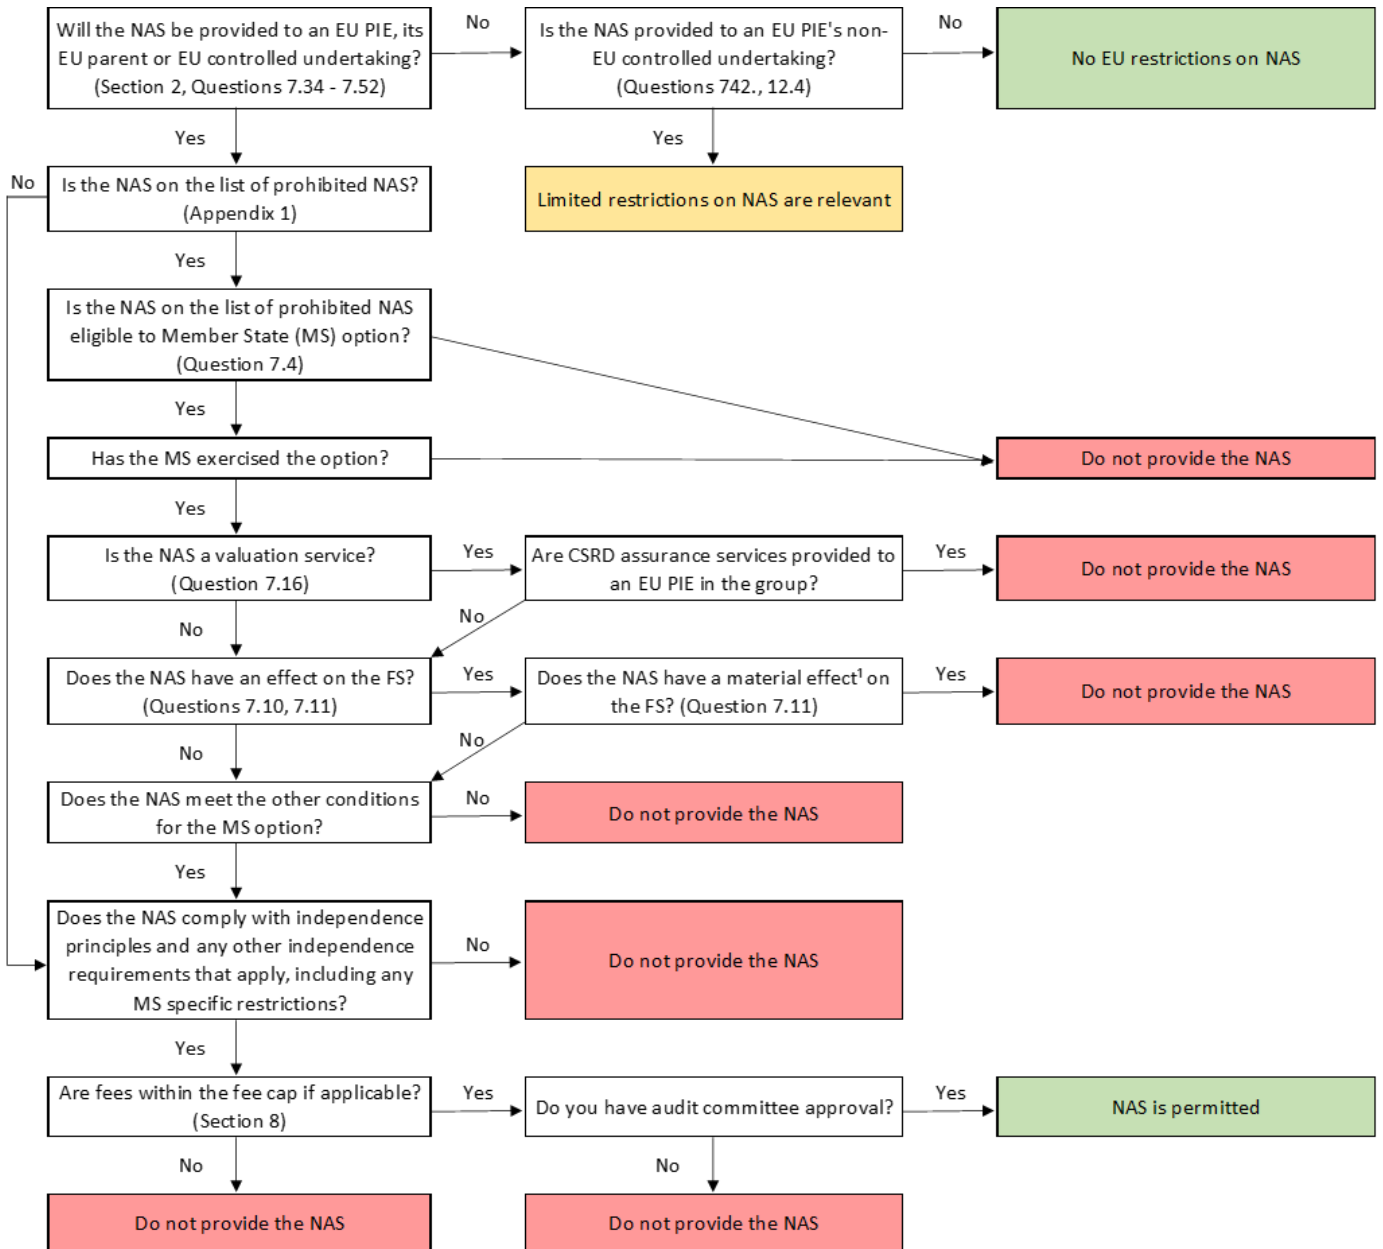 Will the NAS be provided to an EU PIE, its
EU parent or EU controlled undertaking?
(Section 2, Questions 7.34 - 7.52)
No
Is the NAS provided to an EU PIE's non-
EU controlled undertaking?
(Questions 742., 12.4)
No
No EU restrictions on NAS
Yes
Yes
No
Is the NAS on the list of prohibited NAS?
(Appendix 1)
Limited restrictions on NAS are relevant
Yes
Is the NAS on the list of prohibited NAS
eligible to Member State (MS) option?
(Question 7.4)
Yes
Has the MS exercised the option?
Do not provide the NAS
Yes
Is the NAS a valuation service?
(Question 7.16)
Yes
Are CSRD assurance services provided to
an EU PIE in the group?
Yes
Do not provide the NAS
No
No
Does the NAS have an effect on the FS?
(Questions 7.10, 7.11)
Yes
Does the NAS have a material effect¹ on
the FS? (Question 7.11)
Yes
Do not provide the NAS
No
No
Does the NAS meet the other conditions
for the MS option?
No
Do not provide the NAS
Yes
Does the NAS comply with independence
principles and any other independence
requirements that apply, including any
MS specific restrictions?
No
Do not provide the NAS
Yes
Are fees within the fee cap if applicable?
(Section 8)
Yes
Do you have audit committee approval?
Yes
NAS is permitted
No
No
Do not provide the NAS
Do not provide the NAS